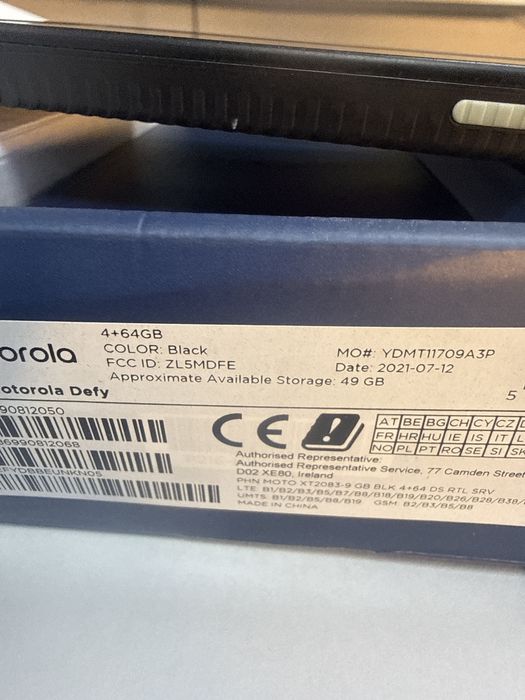 4+64GB
orola
COLOR: Black
FCC ID: ZL5MDFE
Approximate Available Storage: 49 GB
MO#: YDMT11709A3P
Date: 2021-07-12
otorola Defy
5
90812050
86990812068
CE
AT BE BG CH CY CZ
FR HR HU IE IS IT
NO PL PT RO SE SI SK
Authorised Representative:
Authorised Representative Service, 77 Camden Street
D02 XE80, Ireland
PHN MOTO XT2083-9 GB BLK 4+64 DS RTL SRV
LTE: B1/B2/B3/B5/B7/B8/B18/B19/B20/B26/B28/B38/
UMTS: B1/B2/B5/B8/B19 GSM: B2/B3/B5/B8
MADE IN CHINA